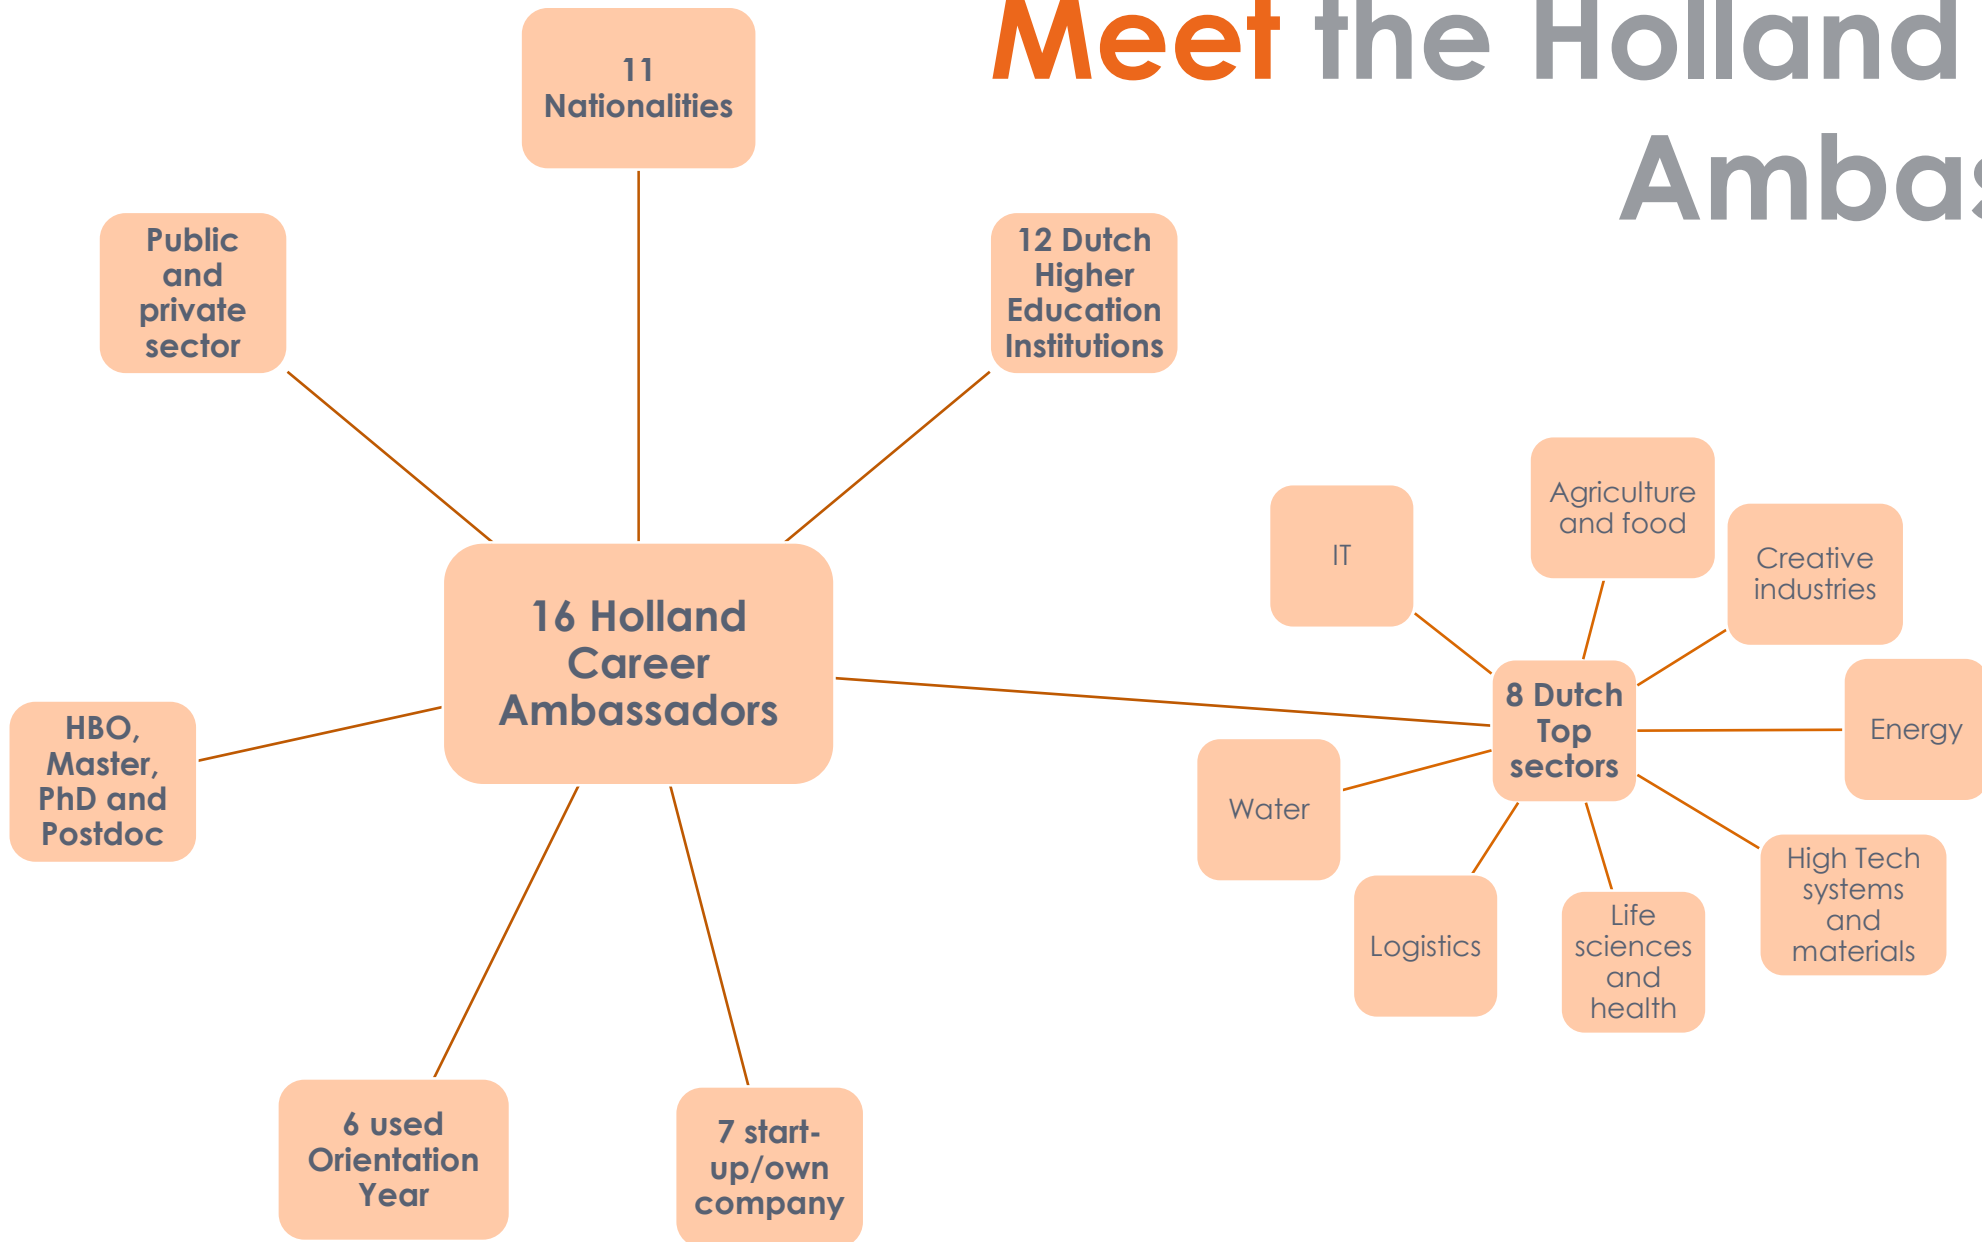 Meet the Holland
Ambas
11
Nationalities
Public
and
private
sector
12 Dutch
Higher
Education
Institutions
16 Holland
Career
Ambassadors
HBO,
Master,
PhD and
Postdoc
6 used
Orientation
Year
7 start-
up/own
company
8 Dutch
Top
sectors
IT
Agriculture
and food
Creative
industries
Energy
High Tech
systems
and
materials
Life
sciences
and
health
Logistics
Water